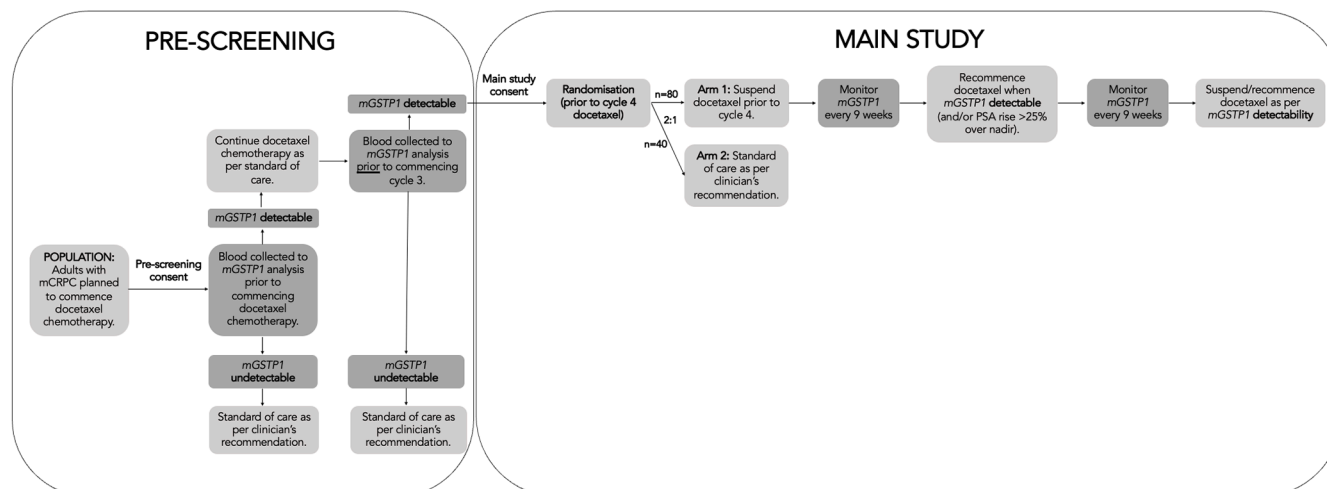 PRE-SCREENING
MAIN STUDY
POPULATION:
Adults with
mCRPC planned
to commence
docetaxel
chemotherapy.
Pre-screening
consent
Blood collected to
mGSTP1 analysis
prior to
commencing
docetaxel
chemotherapy.
mGSTP1 detectable
Continue docetaxel
chemotherapy as
per standard of
care.
mGSTP1
undetectable
Standard of care as
per clinician's
recommendation.
Blood collected to
mGSTP1 analysis
prior to commencing
cycle 3.
mGSTP1 detectable
mGSTP1
undetectable
Standard of care as
per clinician's
recommendation.
Main study
consent
Randomisation
(prior to cycle 4
docetaxel)
n=80
2:1
n=40
Arm 1: Suspend
docetaxel prior to
cycle 4.
Arm 2: Standard
of care as per
clinician's
recommendation.
Monitor
mGSTP1
every 9 weeks
Recommence
docetaxel when
mGSTP1 detectable
(and/or PSA rise >25%
over nadir).
Monitor
mGSTP1
every 9 weeks
Suspend/recommence
docetaxel as per
mGSTP1 detectability